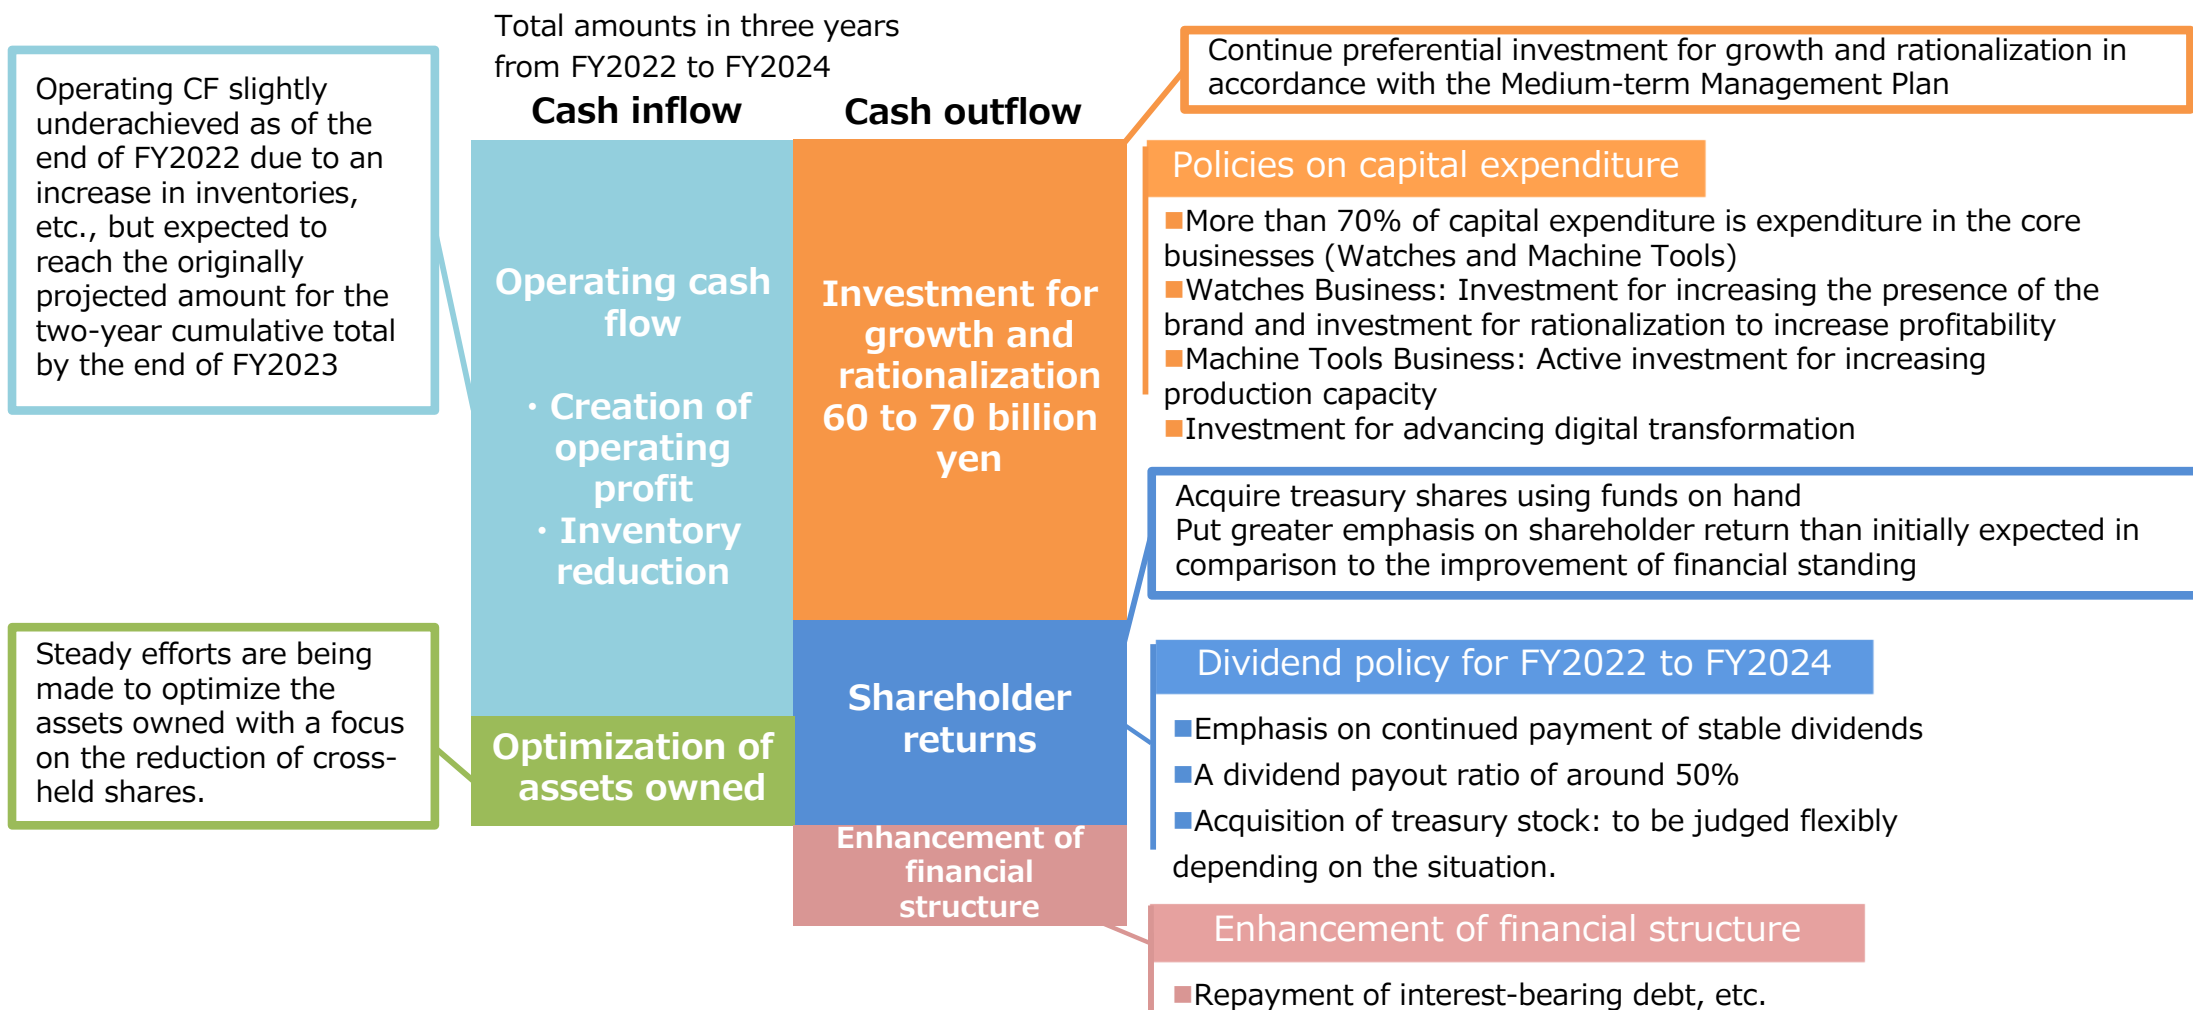 Total amounts in three years
from FY2022 to FY2024
Cash inflow
Cash outflow
Operating CF slightly
underachieved as of the
end of FY2022 due to an
increase in inventories,
etc., but expected to
reach the originally
projected amount for the
two-year cumulative total
by the end of FY2023
Steady efforts are being
made to optimize the
assets owned with a focus
on the reduction of cross-
held shares.
Operating cash
flow
・Creation of
operating
profit
・Inventory
reduction
Optimization of
assets owned
Investment for
growth and
rationalization
60 to 70 billion
yen
Shareholder
returns
Enhancement of
financial
structure
Continue preferential investment for growth and rationalization in
accordance with the Medium-term Management Plan
Policies on capital expenditure
■More than 70% of capital expenditure is expenditure in the core
businesses (Watches and Machine Tools)
■Watches Business: Investment for increasing the presence of the
brand and investment for rationalization to increase profitability
■Machine Tools Business: Active investment for increasing
production capacity
■Investment for advancing digital transformation
Acquire treasury shares using funds on hand
Put greater emphasis on shareholder return than initially expected in
comparison to the improvement of financial standing
Dividend policy for FY2022 to FY2024
■Emphasis on continued payment of stable dividends
■A dividend payout ratio of around 50%
■Acquisition of treasury stock: to be judged flexibly
depending on the situation.
Enhancement of financial structure
■Repayment of interest-bearing debt, etc.